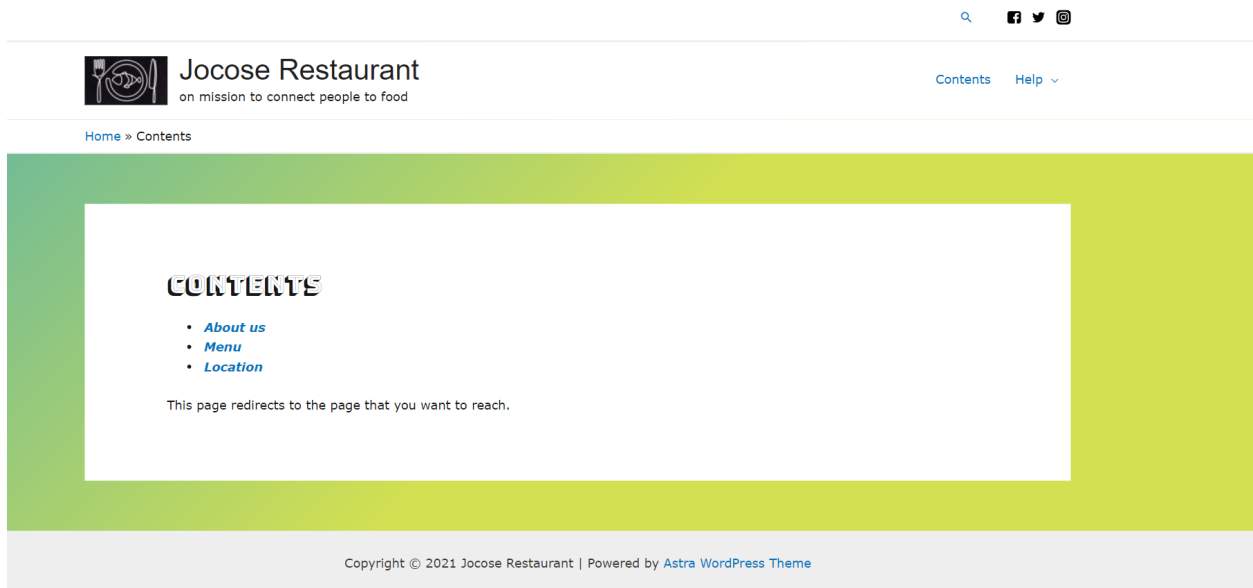 Jocose Restaurant
on mission to connect people to food
Contents Help
Home » Contents
CONTENTS
• About us
• Menu
• Location
This page redirects to the page that you want to reach.
Copyright © 2021 Jocose Restaurant | Powered by Astra WordPress Theme